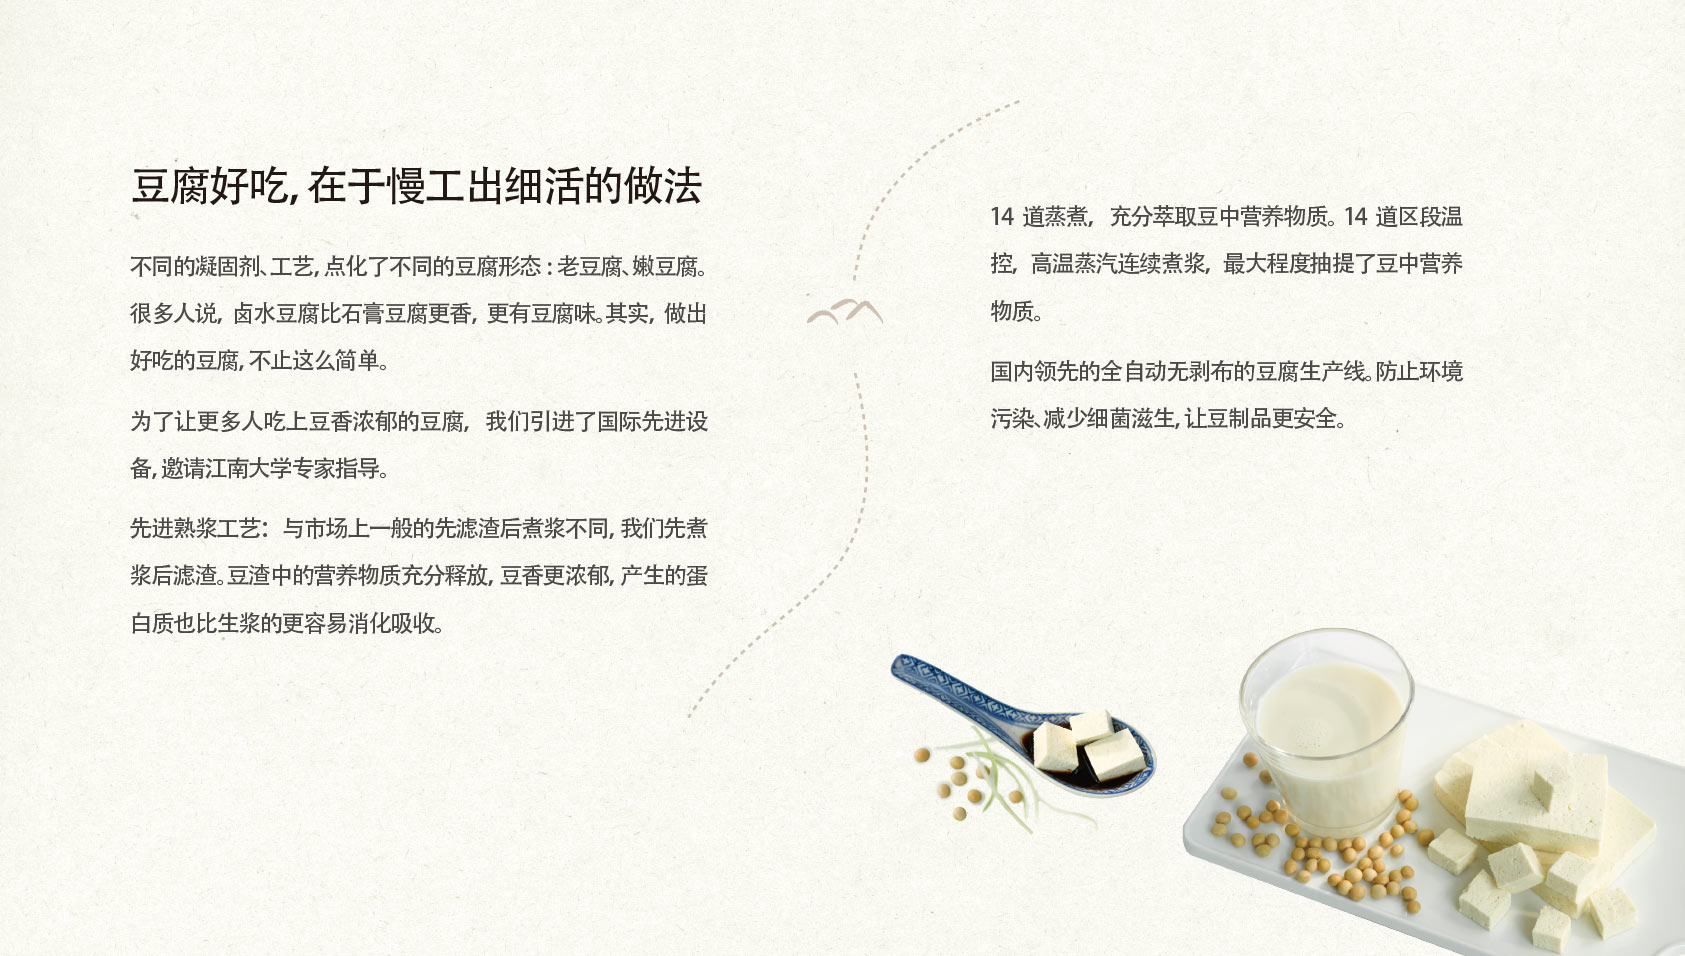 豆腐好吃, 在于慢工出细活的做法
不同的凝固剂、工艺, 点化了不同的豆腐形态 : 老豆腐、嫩豆腐。
很多人说, 卤水豆腐比石膏豆腐更香, 更有豆腐味。其实, 做出
好吃的豆腐, 不止这么简单。
为了让更多人吃上豆香浓郁的豆腐, 我们引进了国际先进设
备, 邀请江南大学专家指导。
先进熟浆工艺: 与市场上一般的先滤渣后煮浆不同, 我们先煮
浆后滤渣。豆渣中的营养物质充分释放, 豆香更浓郁, 产生的蛋
白质也比生浆的更容易消化吸收。
14 道蒸煮, 充分萃取豆中营养物质。14 道区段温
控, 高温蒸汽连续煮浆, 最大程度抽提了豆中营养
物质。
国内领先的全自动无剥布的豆腐生产线。防止环境
污染、减少细菌滋生, 让豆制品更安全。